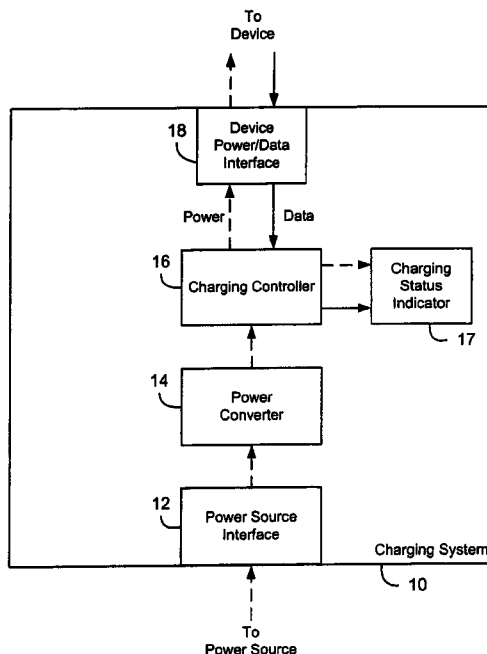 To
Device
18
Device
Power/Data
Interface
Power
Data
16
Charging Controller
Charging
Status
Indicator
17
14
Power
Converter
12
Power Source
Interface
Charging System
10
To
Power Source